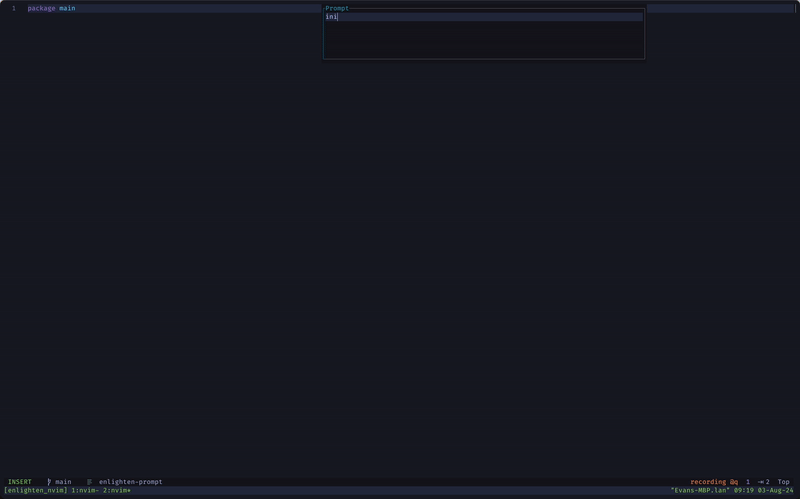 1 package main
Prompt
ini
INSERT main enlighten-prompt recording @q 1 ⇥ 2 Top
[enlighten_nvim] 1:nvim- 2:nvim* "Evans-MBP.lan" 09:19 03-Aug-24